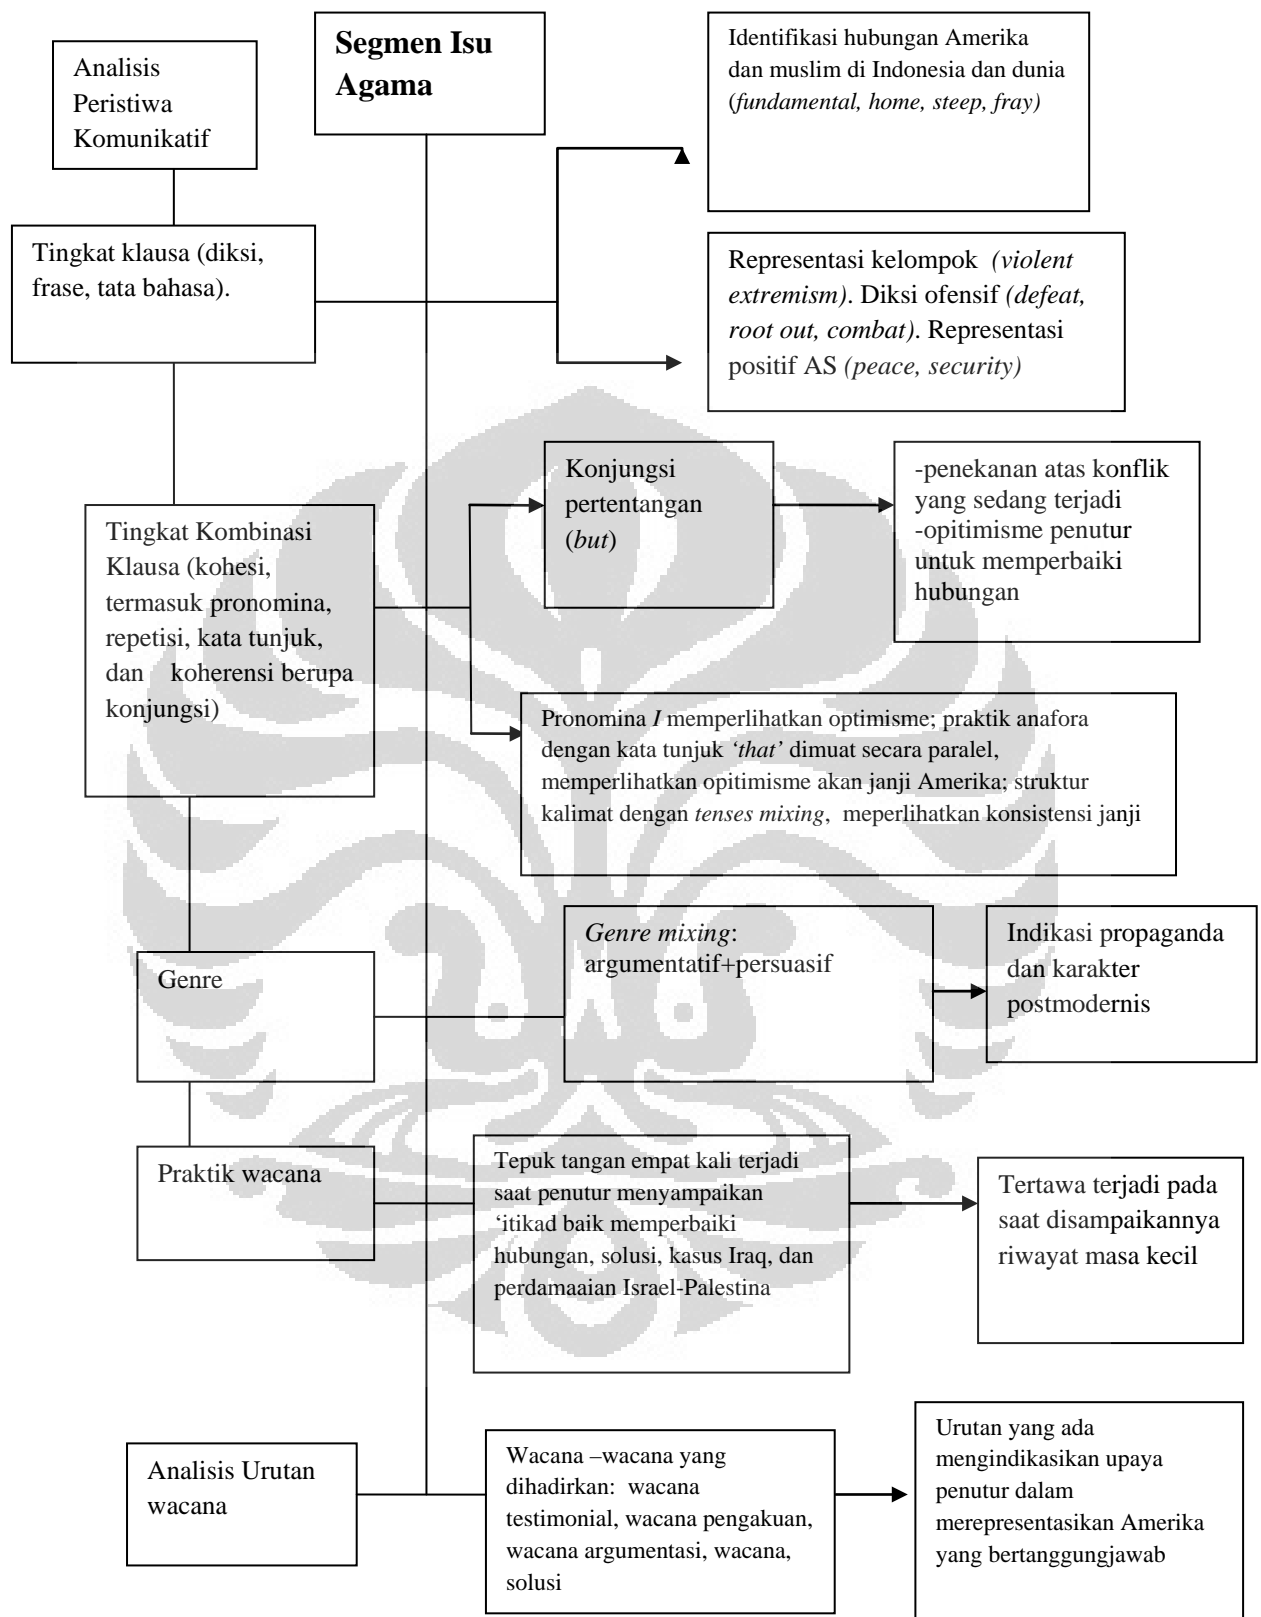 Segmen Isu
Agama
Analisis
Peristiwa
Komunikatif
Identifikasi hubungan Amerika
dan muslim di Indonesia dan dunia
(fundamental, home, steep, fray)
Tingkat klausa (diksi,
frase, tata bahasa).
Representasi kelompok (violent
extremism). Diksi ofensif (defeat,
root out, combat). Representasi
positif AS (peace, security)
Tingkat Kombinasi
Klausa (kohesi,
termasuk pronomina,
repetisi, kata tunjuk,
dan koherensi berupa
konjungsi)
Konjungsi
pertentangan
(but)
-penekanan atas konflik
yang sedang terjadi
-opitimisme penutur
untuk memperbaiki
hubungan
Pronomina I memperlihatkan optimisme; praktik anafora
dengan kata tunjuk ‘that’ dimuat secara paralel,
memperlihatkan opitimisme akan janji Amerika; struktur
kalimat dengan tenses mixing, meperlihatkan konsistensi janji
Genre
Genre mixing:
argumentatif+persuasif
Indikasi propaganda
dan karakter
postmodernis
Praktik wacana
Tepuk tangan empat kali terjadi
saat penutur menyampaikan
‘itikad baik memperbaiki
hubungan, solusi, kasus Iraq, dan
perdamaaian Israel-Palestina
Tertawa terjadi pada
saat disampaikannya
riwayat masa kecil
Analisis Urutan
wacana
Wacana –wacana yang
dihadirkan: wacana
testimonial, wacana pengakuan,
wacana argumentasi, wacana,
solusi
Urutan yang ada
mengindikasikan upaya
penutur dalam
merepresentasikan Amerika
yang bertanggungjawab